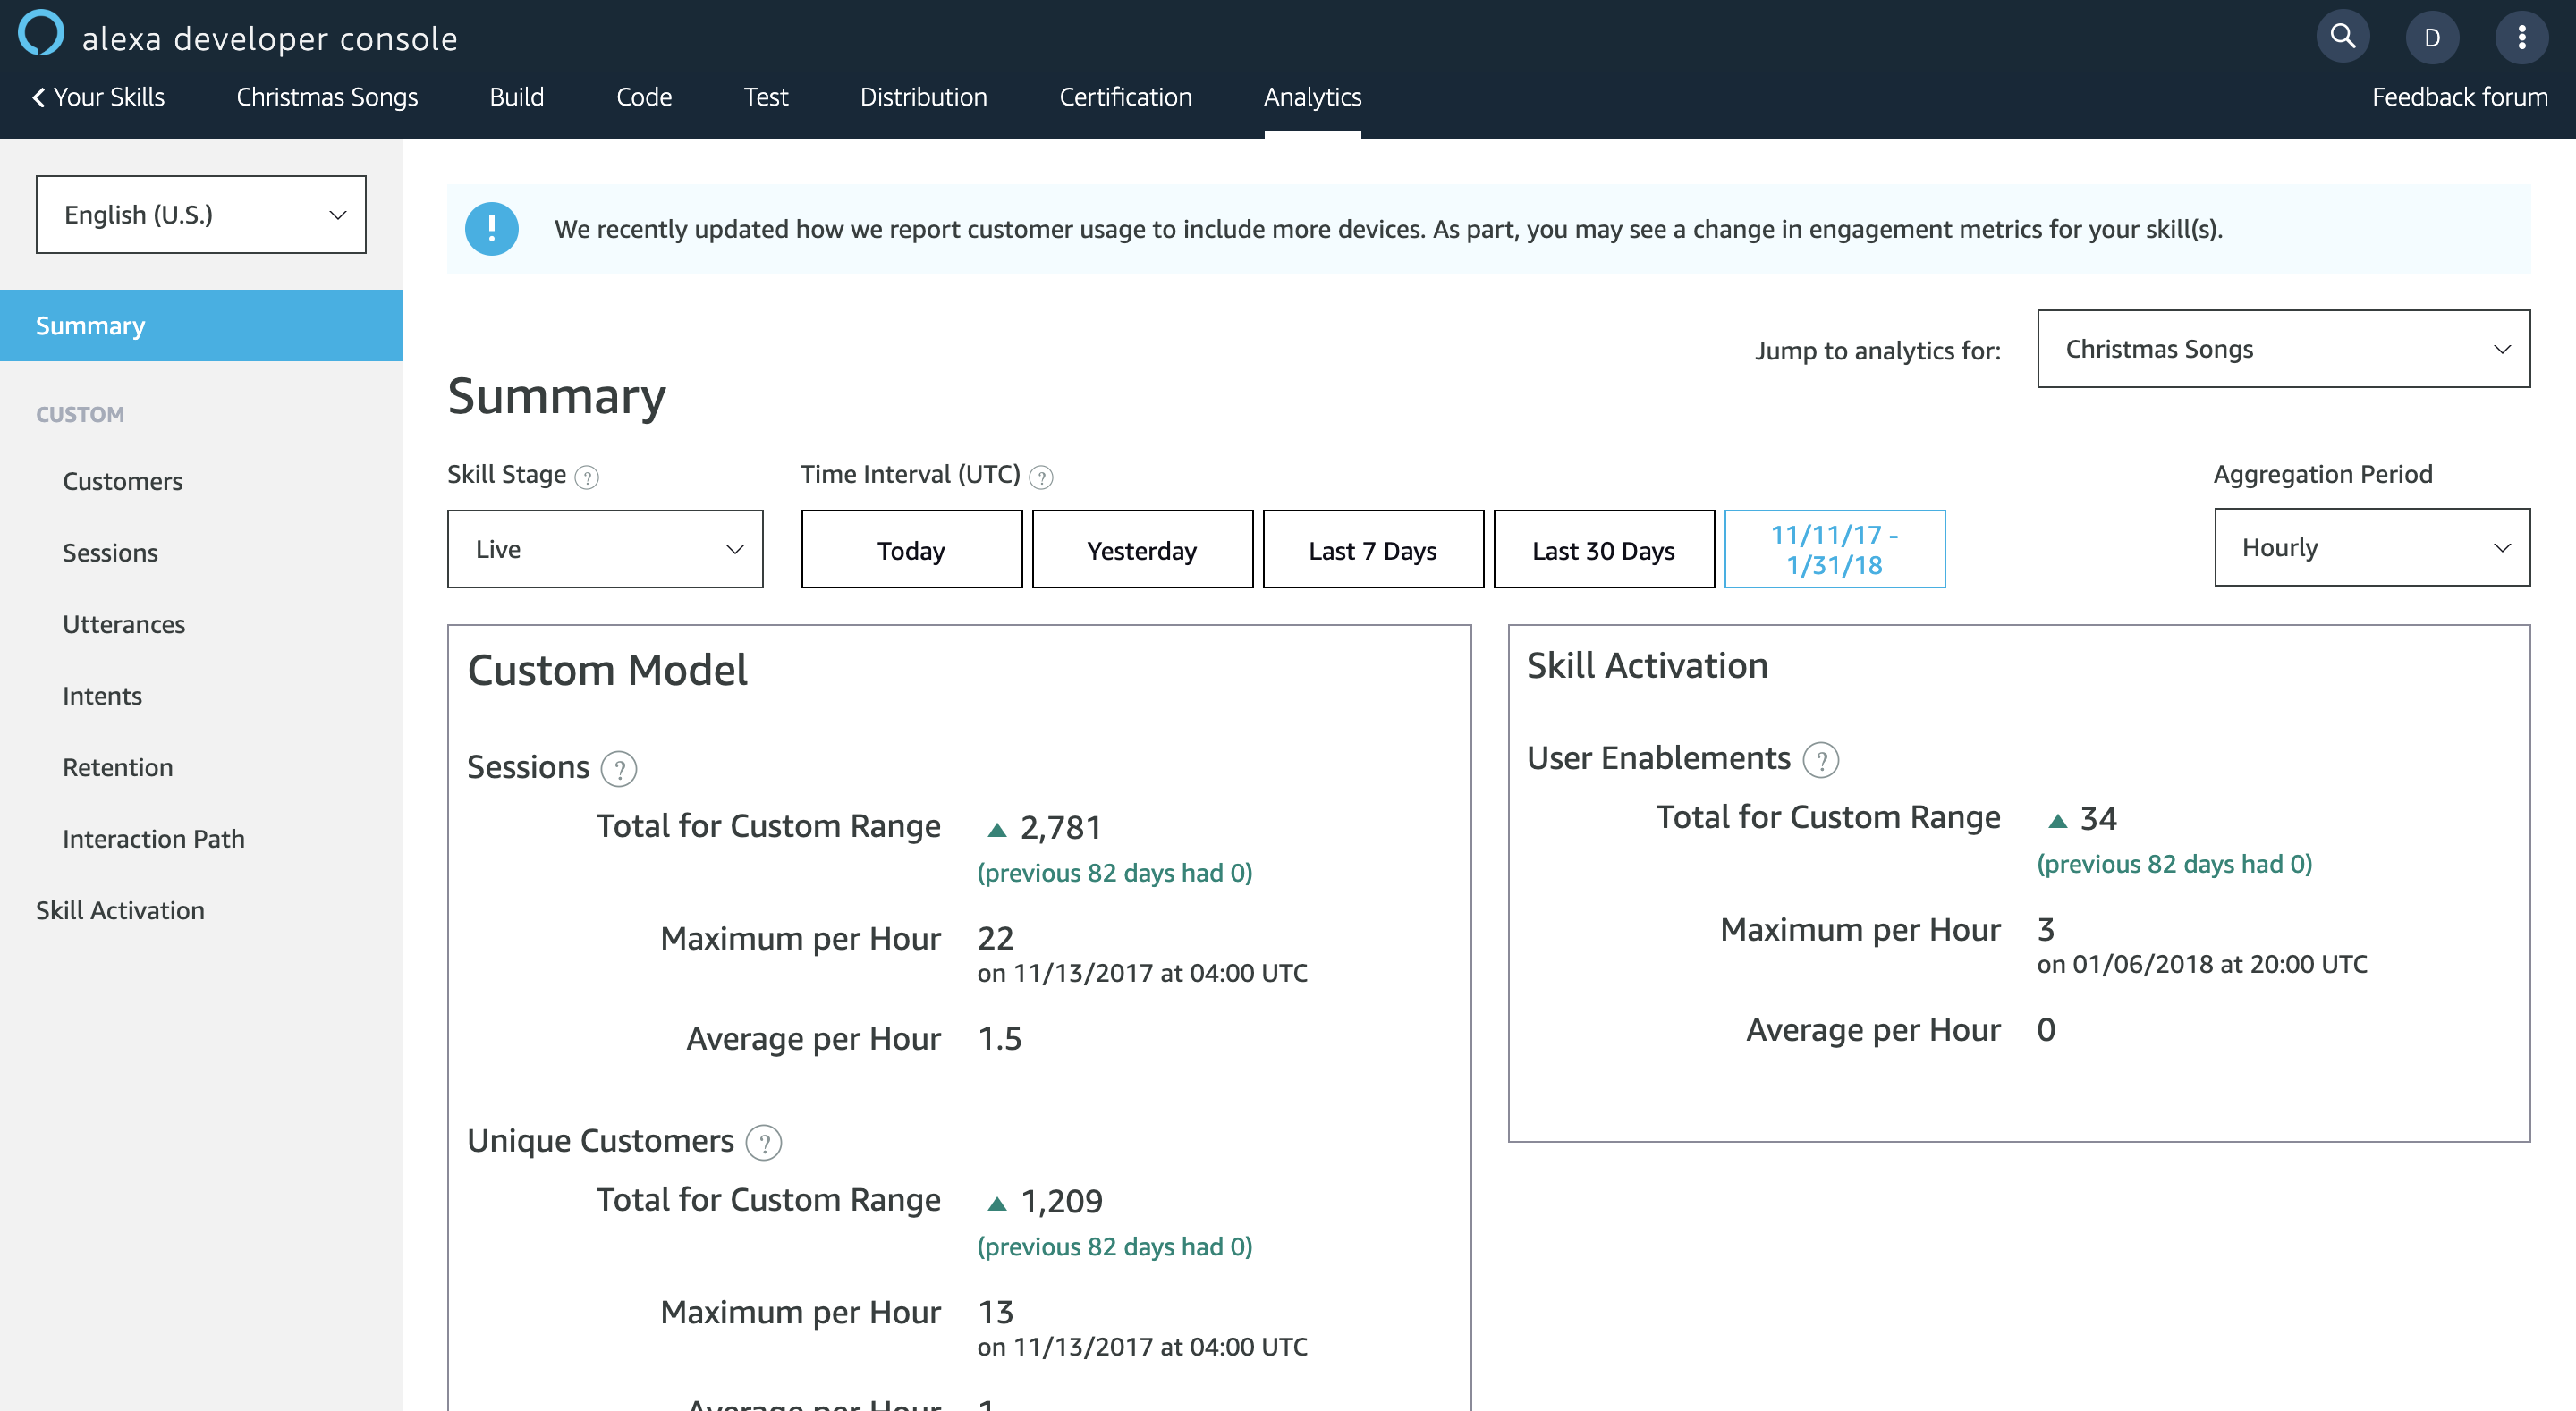 alexa developer console
D
Your Skills Christmas Songs Build Code Test Distribution Certification Analytics Feedback forum
English (U.S.)
Summary
CUSTOM
Customers
Sessions
Utterances
Intents
Retention
Interaction Path
Skill Activation
! We recently updated how we report customer usage to include more devices. As part, you may see a change in engagement metrics for your skill(s).
Jump to analytics for: Christmas Songs
Summary
Skill Stage ? Time Interval (UTC) ? Aggregation Period
Live Today Yesterday Last 7 Days Last 30 Days 11/11/17 -
1/31/18
Hourly
Custom Model
Sessions ?
Total for Custom Range ▲ 2,781
(previous 82 days had 0)
Maximum per Hour 22
on 11/13/2017 at 04:00 UTC
Average per Hour 1.5
Unique Customers ?
Total for Custom Range ▲ 1,209
(previous 82 days had 0)
Maximum per Hour 13
on 11/13/2017 at 04:00 UTC
Average per Hour 1
Skill Activation
User Enablements ?
Total for Custom Range ▲ 34
(previous 82 days had 0)
Maximum per Hour 3
on 01/06/2018 at 20:00 UTC
Average per Hour 0